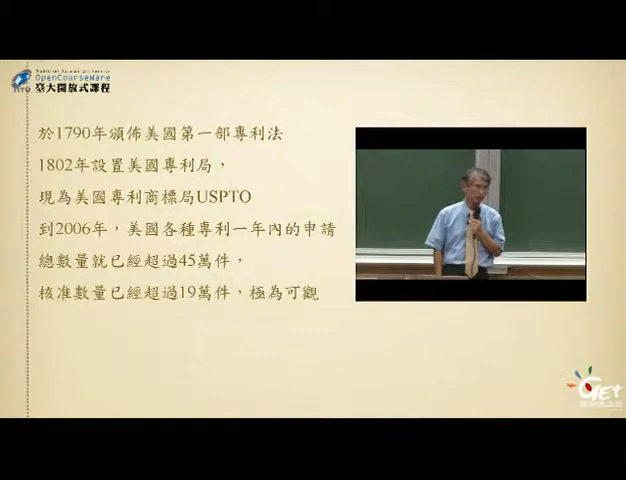 OpenCourseWare
臺大開放式課程
於1790年頒佈美國第一部專利法
1802年設置美國專利局，
現為美國專利商標局USPTO
到2006年，美國各種專利一年內的申請
總數量就已經超過45萬件，
核准數量已經超過19萬件，極為可觀
GET